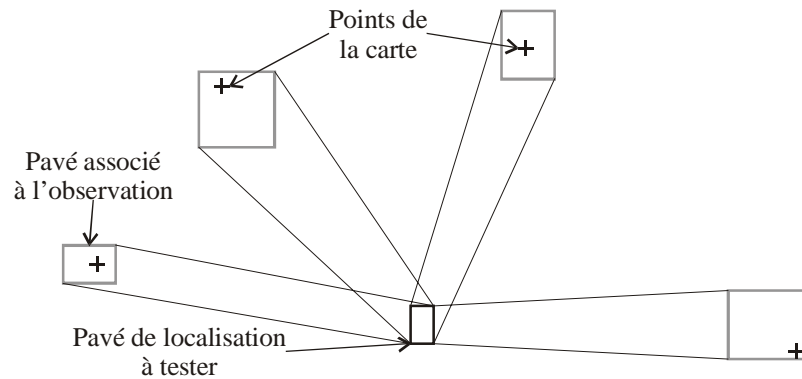 Points de
la carte
Pavé associé
à l’observation
Pavé de localisation
à tester